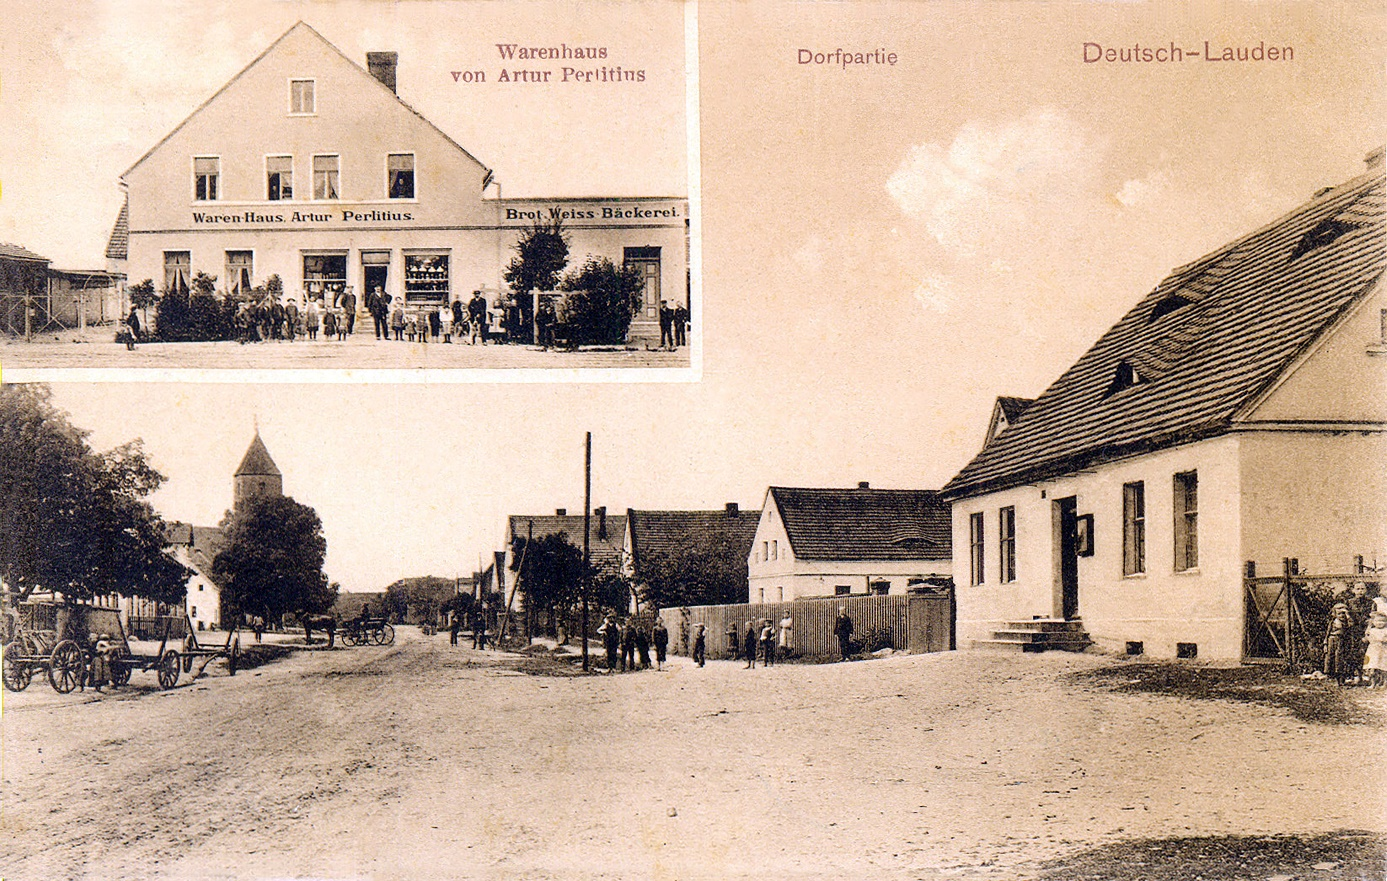 Warenhaus
von Artur Perlitius
Dorfpartie
Deutsch-Lauden
Waren-Haus. Artur Perlitius.
Brot. Weiss-Bäckerei.